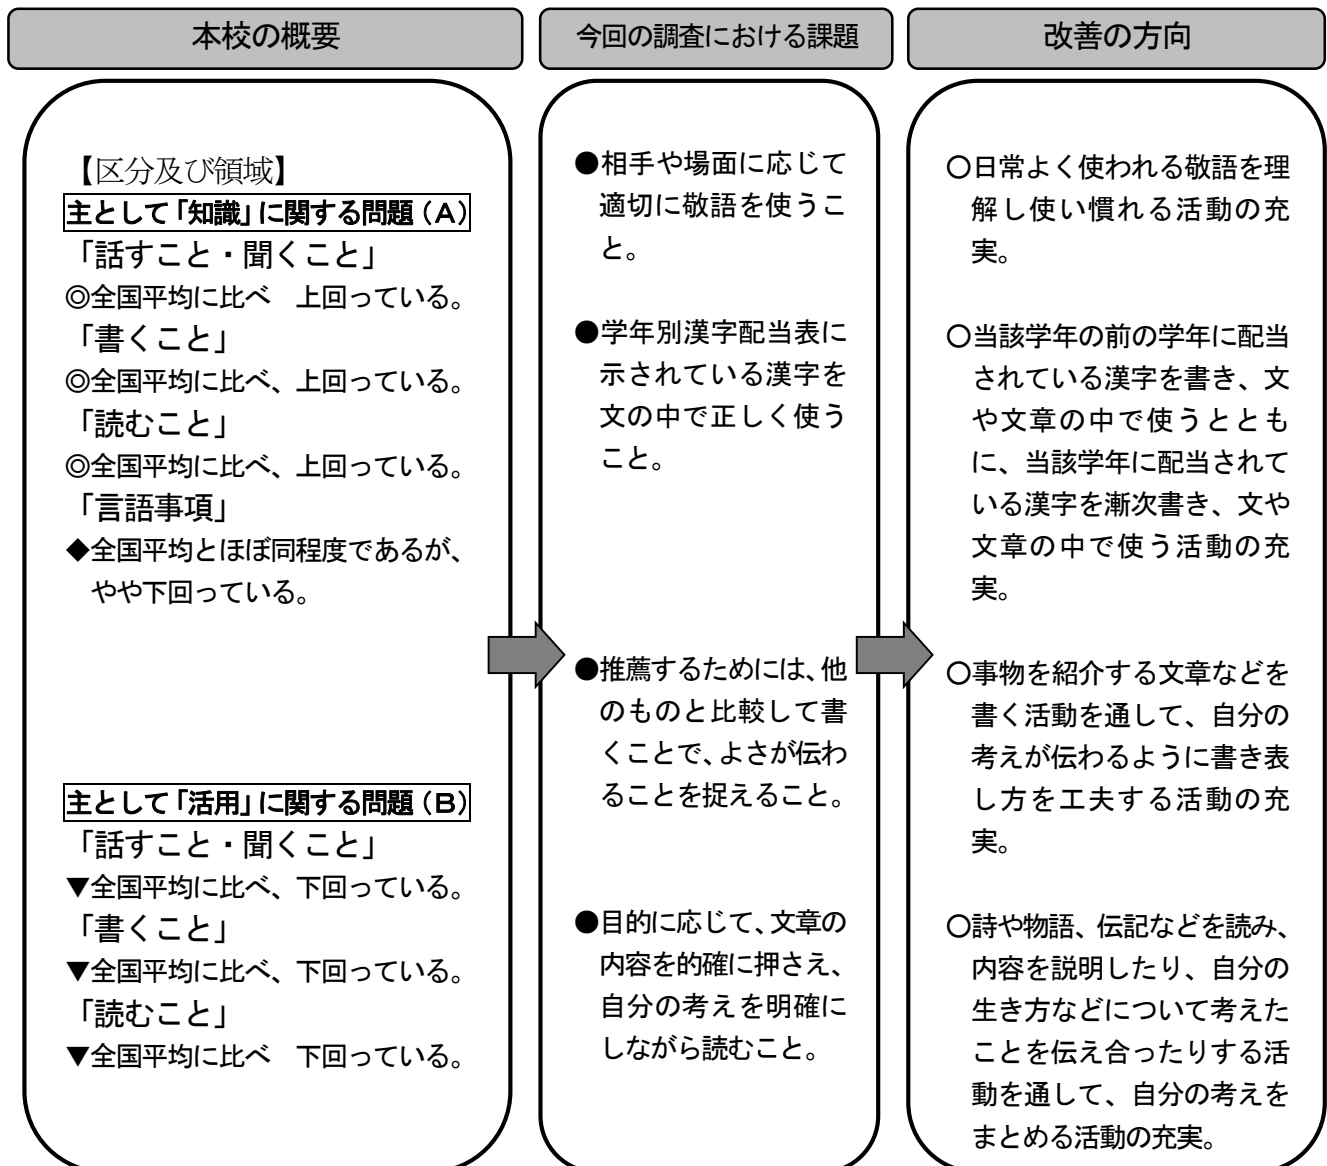 本校の概要
今回の調査における課題
改善の方向
【区分及び領域】
主として「知識」に関する問題（A）
「話すこと・聞くこと」
◎全国平均に比べ　上回っている。
「書くこと」
◎全国平均に比べ、上回っている。
「読むこと」
◎全国平均に比べ、上回っている。
「言語事項」
◆全国平均とほぼ同程度であるが、
やや下回っている。
主として「活用」に関する問題（B）
「話すこと・聞くこと」
▼全国平均に比べ、下回っている。
「書くこと」
▼全国平均に比べ、下回っている。
「読むこと」
▼全国平均に比べ　下回っている。
●相手や場面に応じて
適切に敬語を使うこ
と。
●学年別漢字配当表に
示されている漢字を
文の中で正しく使う
こと。
●推薦するためには、他
のものと比較して書
くことで、よさが伝わ
ることを捉えること。
●目的に応じて、文章の
内容を的確に押さえ、
自分の考えを明確に
しながら読むこと。
○日常よく使われる敬語を理
解し使い慣れる活動の充
実。
○当該学年の前の学年に配当
されている漢字を書き、文
や文章の中で使うととも
に、当該学年に配当されて
いる漢字を漸次書き、文や
文章の中で使う活動の充
実。
○事物を紹介する文章などを
書く活動を通して、自分の
考えが伝わるように書き表
し方を工夫する活動の充
実。
○詩や物語、伝記などを読み、
内容を説明したり、自分の
生き方などについて考えた
ことを伝え合ったりする活
動を通して、自分の考えを
まとめる活動の充実。